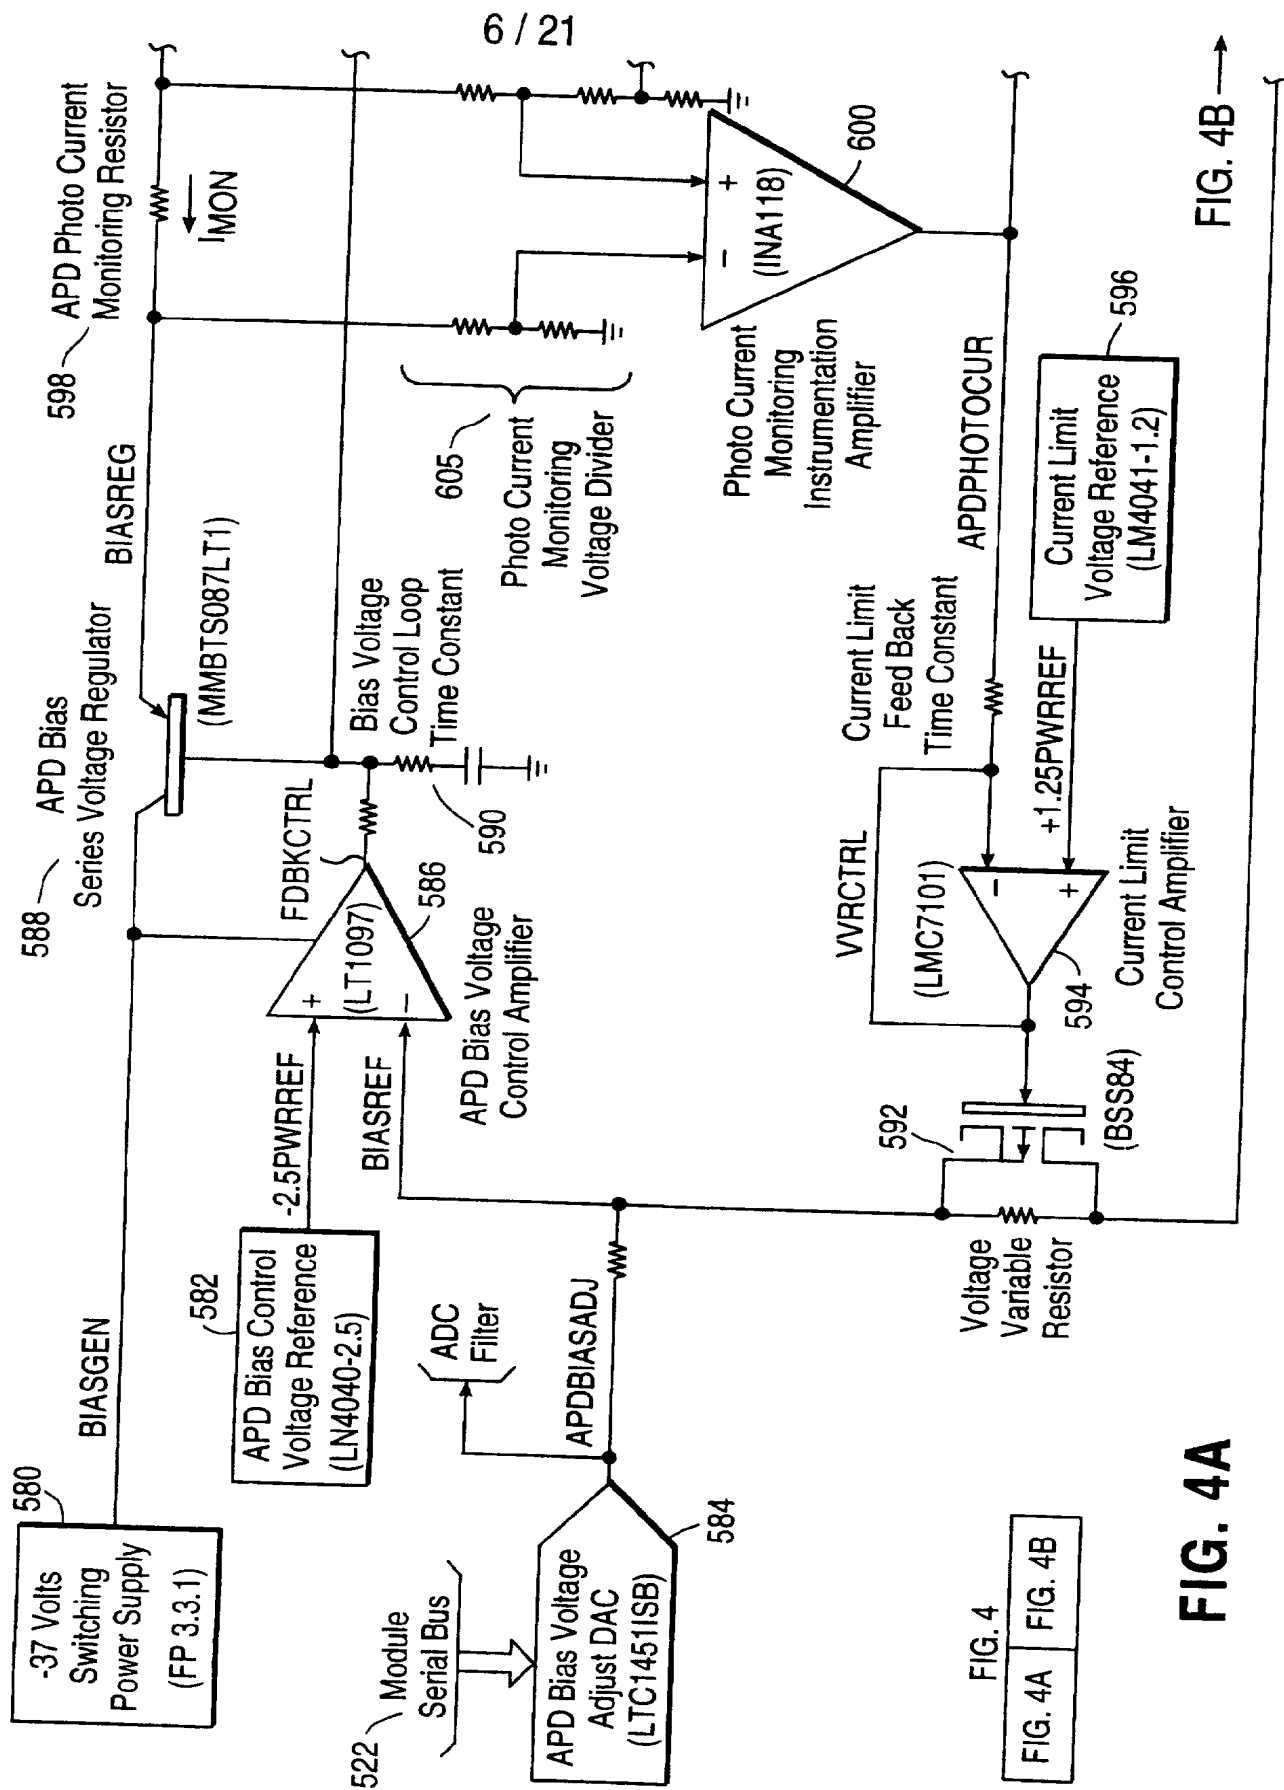 6 / 21
580
-37 Volts
Switching
Power Supply
(FP 3.3.1)
BIASGEN
588
APD Bias
Series Voltage Regulator
(MMBTS087LT1)
BIASREG
598
APD Photo Current
Monitoring Resistor
IMON
582
APD Bias Control
Voltage Reference
(LN4040-2.5)
-2.5PWRREF
BIASREF
+
−
(LT1097)
FDBKCTRL
586
APD Bias Voltage
Control Amplifier
590
Bias Voltage
Control Loop
Time Constant
605
Photo Current
Monitoring
Voltage Divider
522
Module
Serial Bus
ADC
Filter
APD Bias Voltage
Adjust DAC
(LTC1451ISB)
584
APDBIASADJ
−
+
(INA118)
600
Photo Current
Monitoring
Instrumentation
Amplifier
APDPHOTOCUR
Voltage
Variable
Resistor
592
(BSS84)
VVRCTRL
(LMC7101)
−
+
594
Current Limit
Control Amplifier
Current Limit
Feed Back
Time Constant
+1.25PWRREF
Current Limit
Voltage Reference
(LM4041-1.2)
596
FIG. 4
FIG. 4A
FIG. 4B
FIG. 4A
FIG. 4B